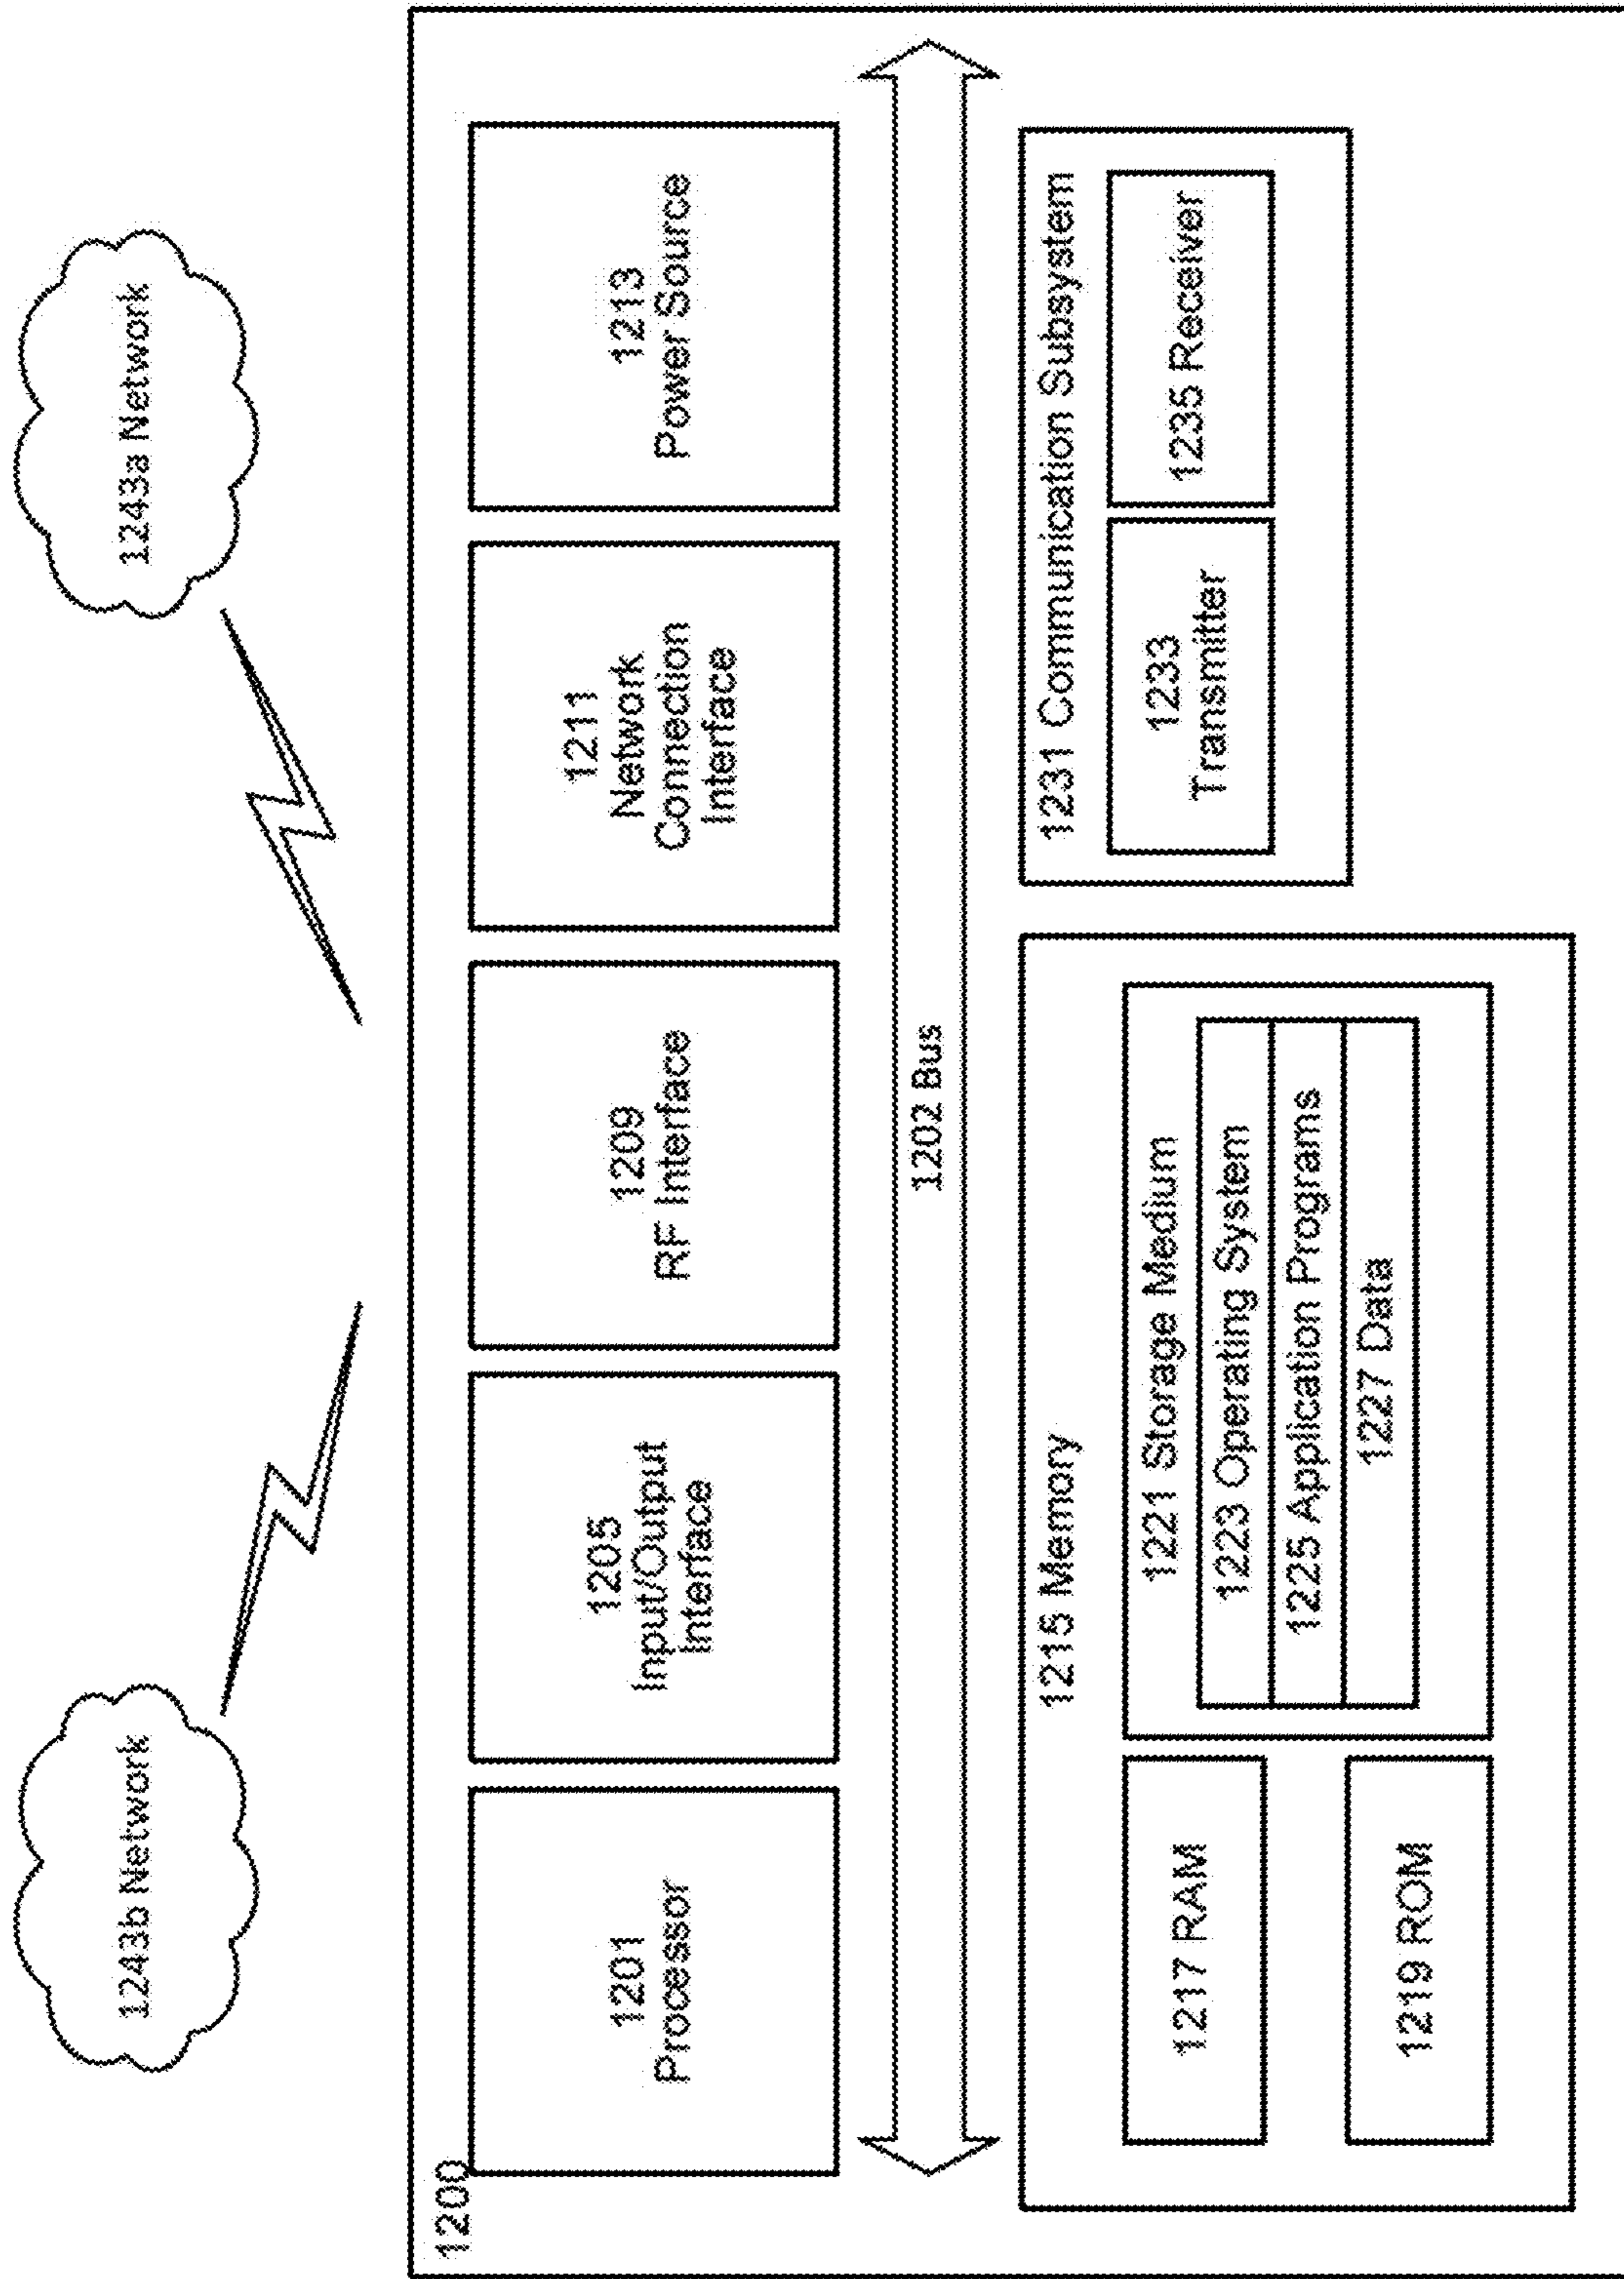 1243b Network
1243a Network
1200
1201
Processor
1205
Input/Output
Interface
1209
RF Interface
1211
Network
Connection
Interface
1213
Power Source
1202 Bus
1215 Memory
1217 RAM
1219 ROM
1221 Storage Medium
1223 Operating System
1225 Application Programs
1227 Data
1231 Communication Subsystem
1233
Transmitter
1235 Receiver